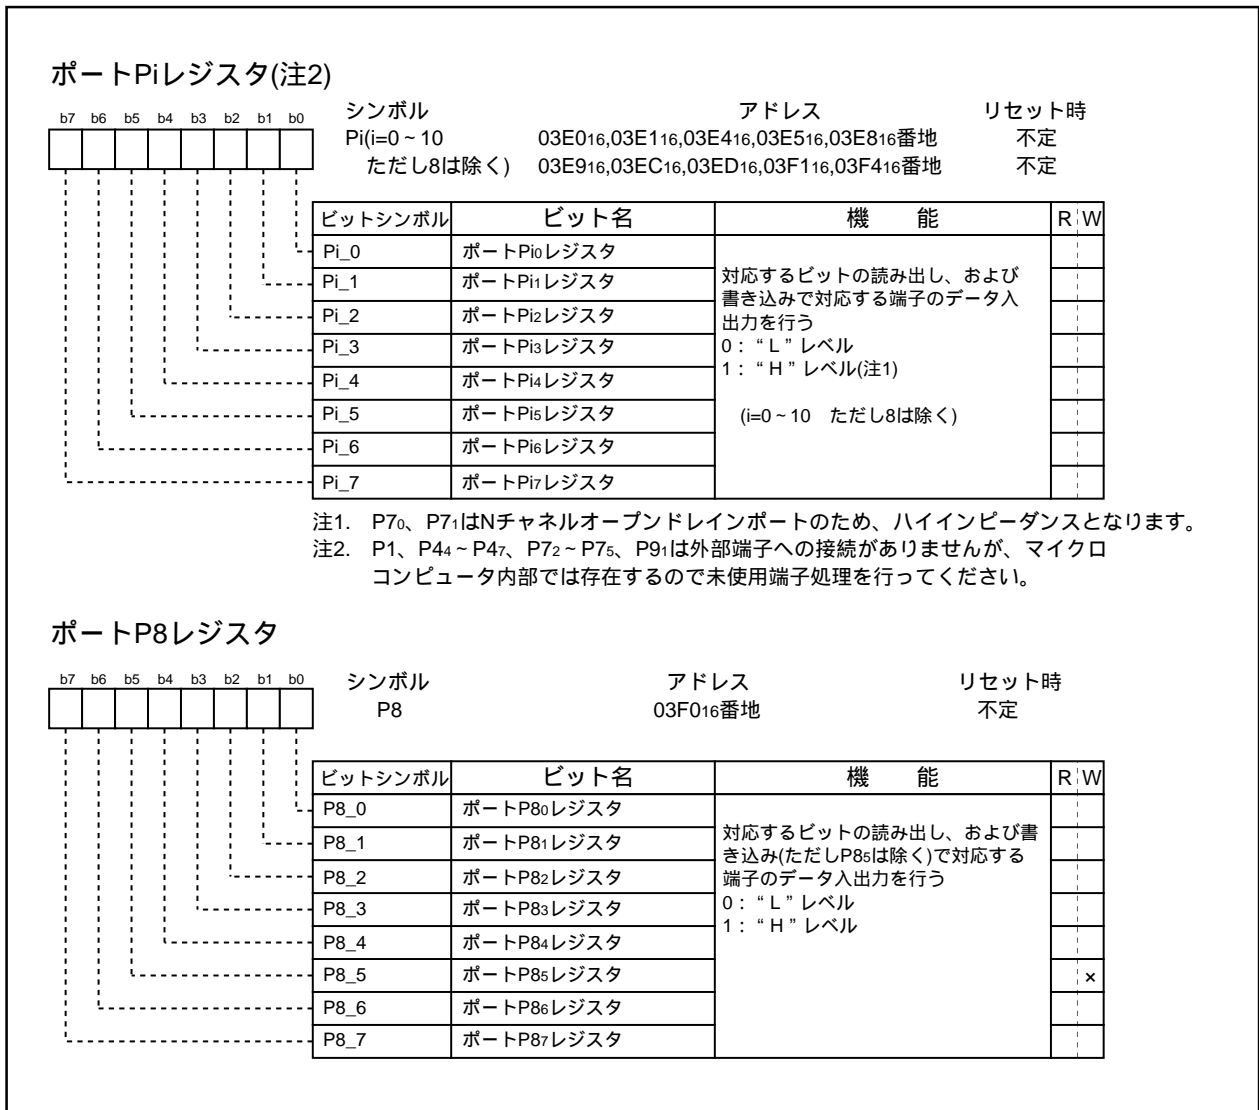 ポートPiレジスタ(注2)
b7 b6 b5 b4 b3 b2 b1 b0
シンボル アドレス リセット時
Pi(i=0~10 03E016,03E116,03E416,03E516,03E816番地 不定
ただし8は除く) 03E916,03EC16,03ED16,03F116,03F416番地 不定
ビットシンボル ビット名 機 能 R W
Pi_0 ポートPi0レジスタ
Pi_1 ポートPi1レジスタ
Pi_2 ポートPi2レジスタ
Pi_3 ポートPi3レジスタ
Pi_4 ポートPi4レジスタ
Pi_5 ポートPi5レジスタ
Pi_6 ポートPi6レジスタ
Pi_7 ポートPi7レジスタ
対応するビットの読み出し、および
書き込みで対応する端子のデータ入
出力を行う
0:“L”レベル
1:“H”レベル(注1)
(i=0~10 ただし8は除く)
注1. P70、P71はNチャネルオープンドレインポートのため、ハイインピーダンスとなります。
注2. P1、P44~P47、P72~P75、P91は外部端子への接続がありませんが、マイクロ
コンピュータ内部では存在するので未使用端子処理を行ってください。
ポートP8レジスタ
b7 b6 b5 b4 b3 b2 b1 b0
シンボル アドレス リセット時
P8 03F016番地 不定
ビットシンボル ビット名 機 能 R W
P8_0 ポートP80レジスタ
P8_1 ポートP81レジスタ
P8_2 ポートP82レジスタ
P8_3 ポートP83レジスタ
P8_4 ポートP84レジスタ
P8_5 ポートP85レジスタ ×
P8_6 ポートP86レジスタ
P8_7 ポートP87レジスタ
対応するビットの読み出し、および書
き込み(ただしP85は除く)で対応する
端子のデータ入出力を行う
0:“L”レベル
1:“H”レベル